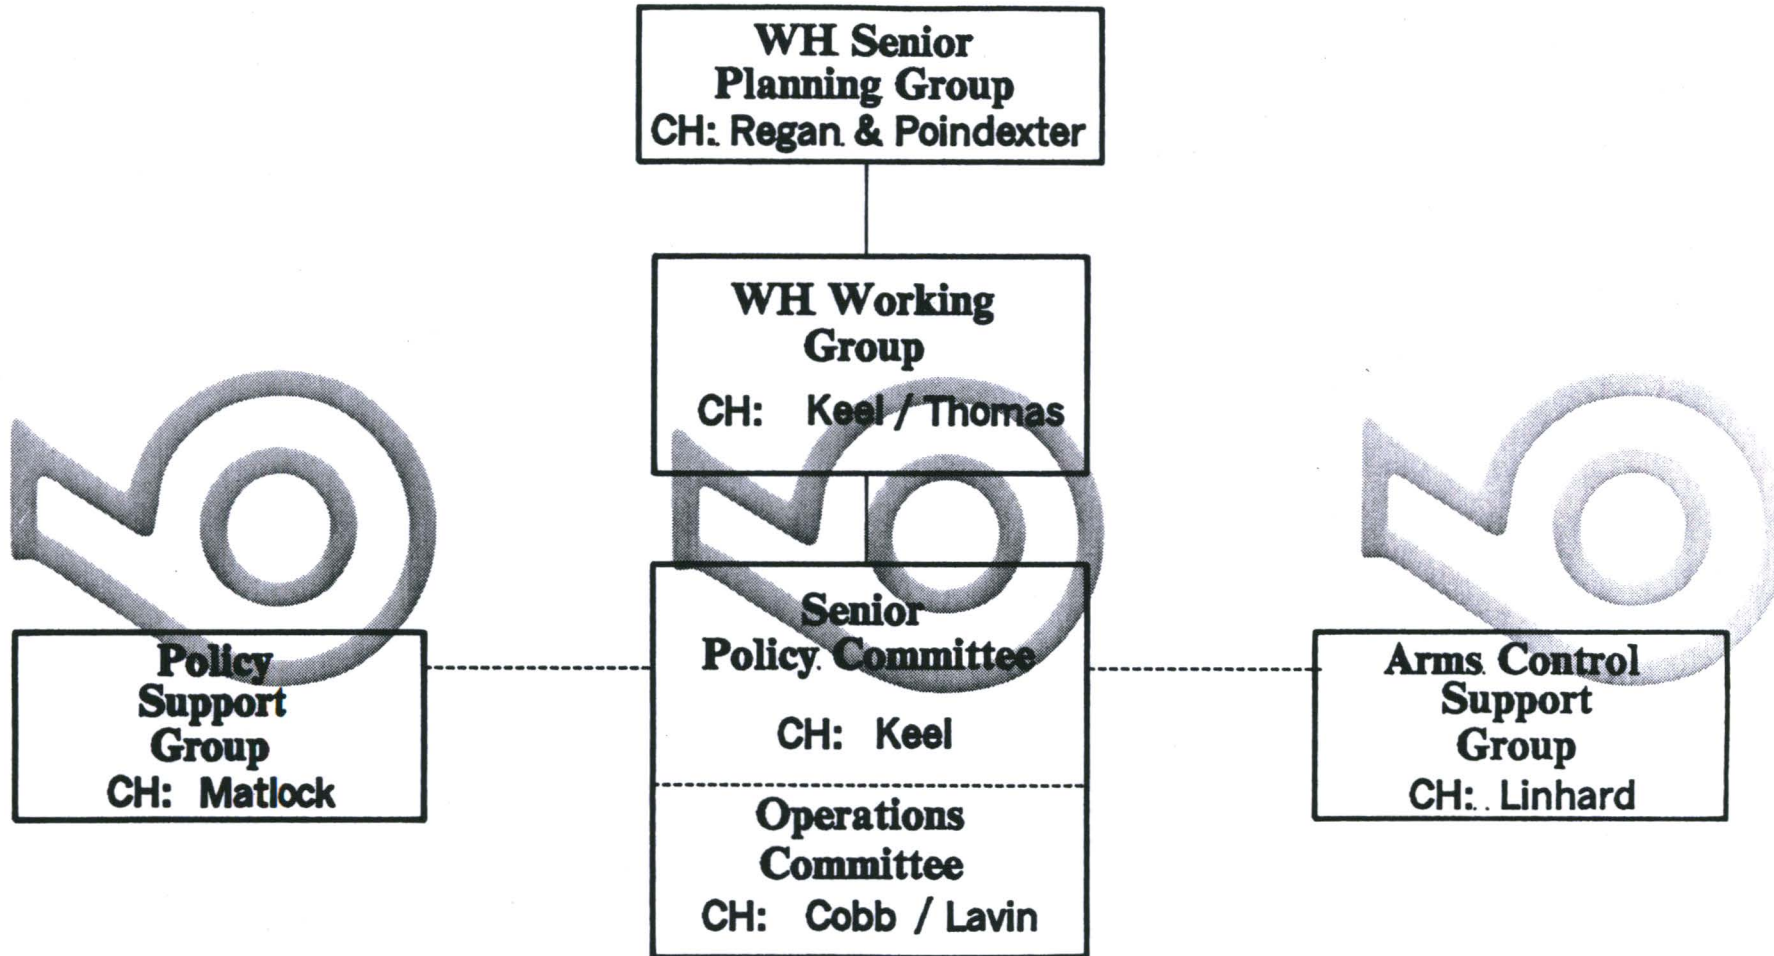 WH Senior
Planning Group
CH: Regan & Poindexter
WH Working
Group
CH: Keel / Thomas
Senior
Policy Committee
CH: Keel
Operations
Committee
CH: Cobb / Lavin
Policy
Support
Group
CH: Matlock
Arms Control
Support
Group
CH: Linhard